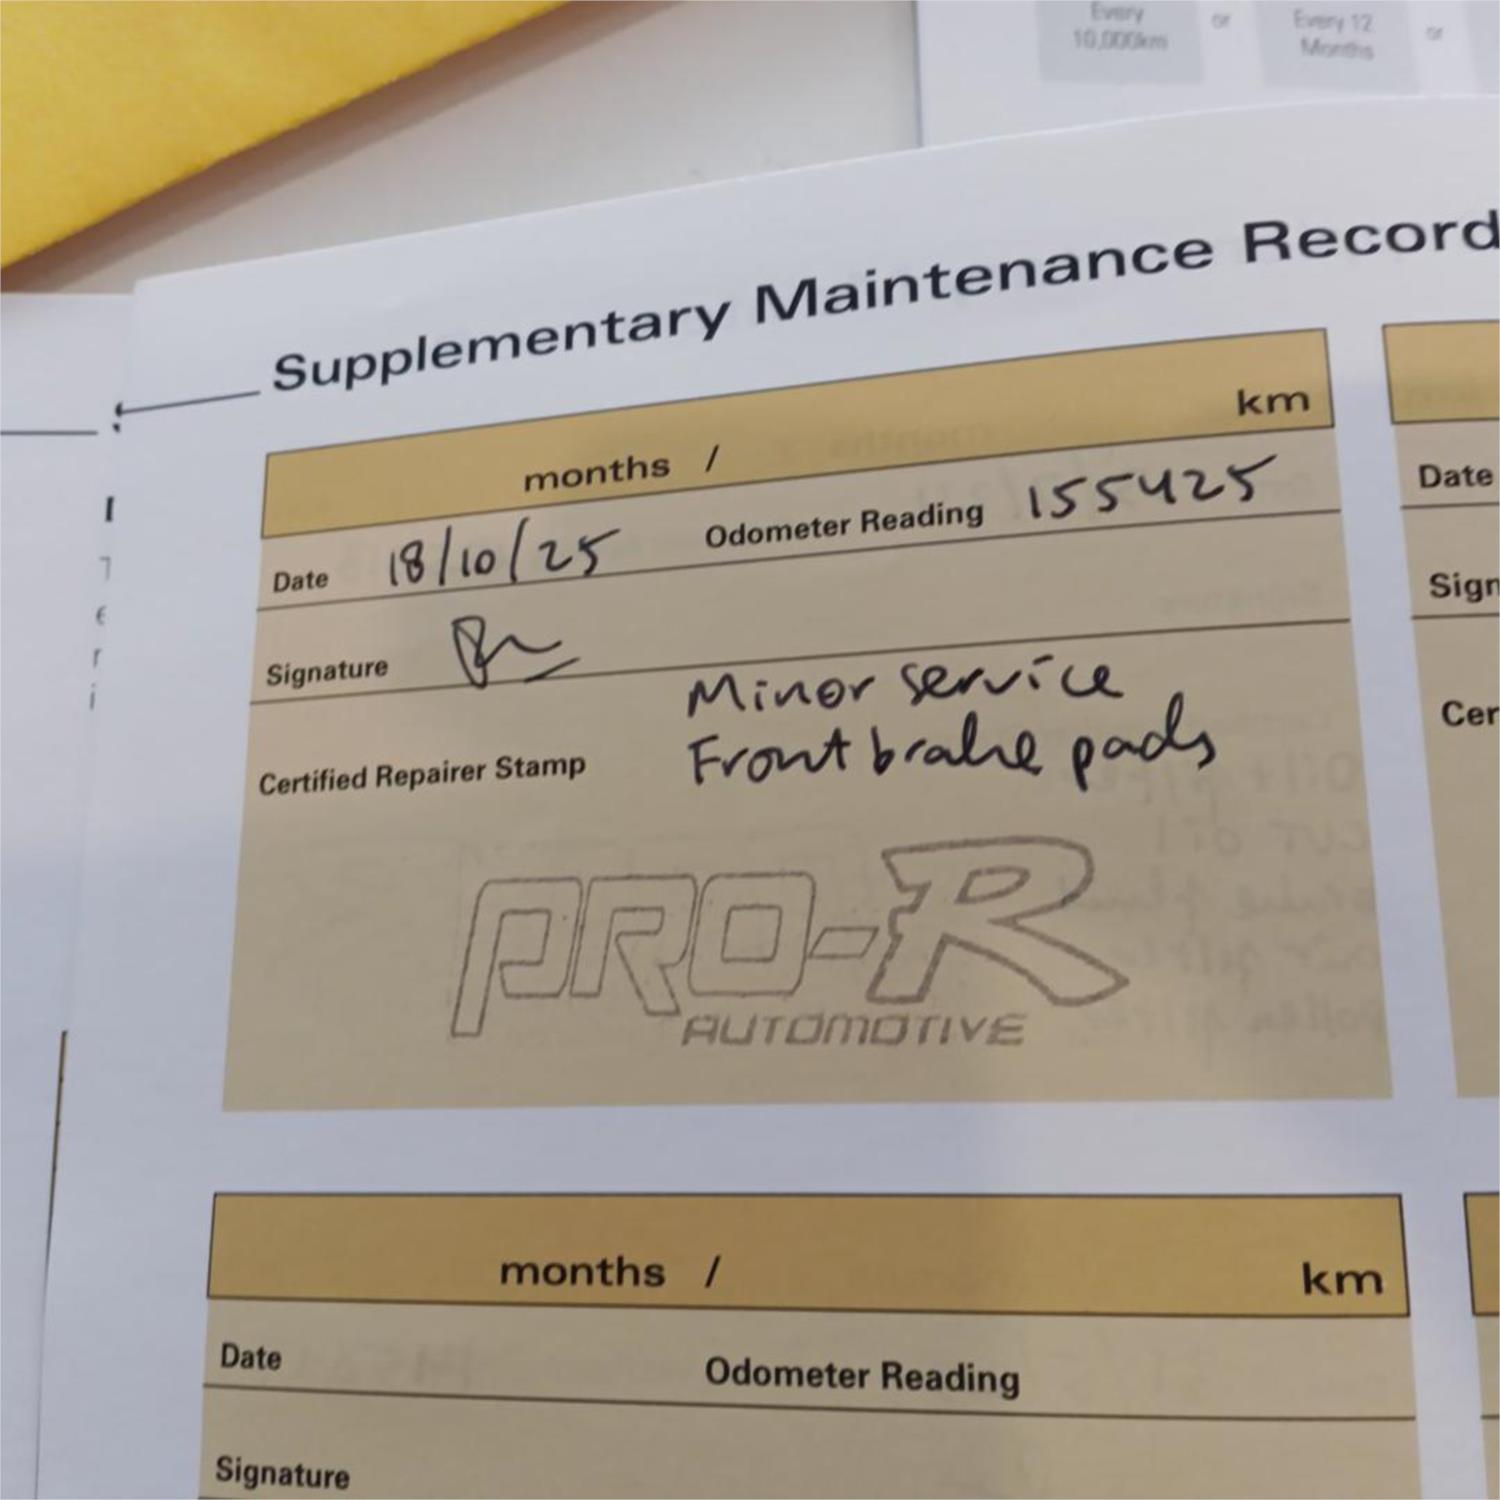 Every
10,000km
or
Every 12
Months
or
Supplementary Maintenance Record
months / km
Date 18/10/25 Odometer Reading 155425
Signature
Minor service
Front brake pads
Certified Repairer Stamp
PRO-R
AUTOMOTIVE
Date
Sign
Cer
months / km
Date Odometer Reading
Signature